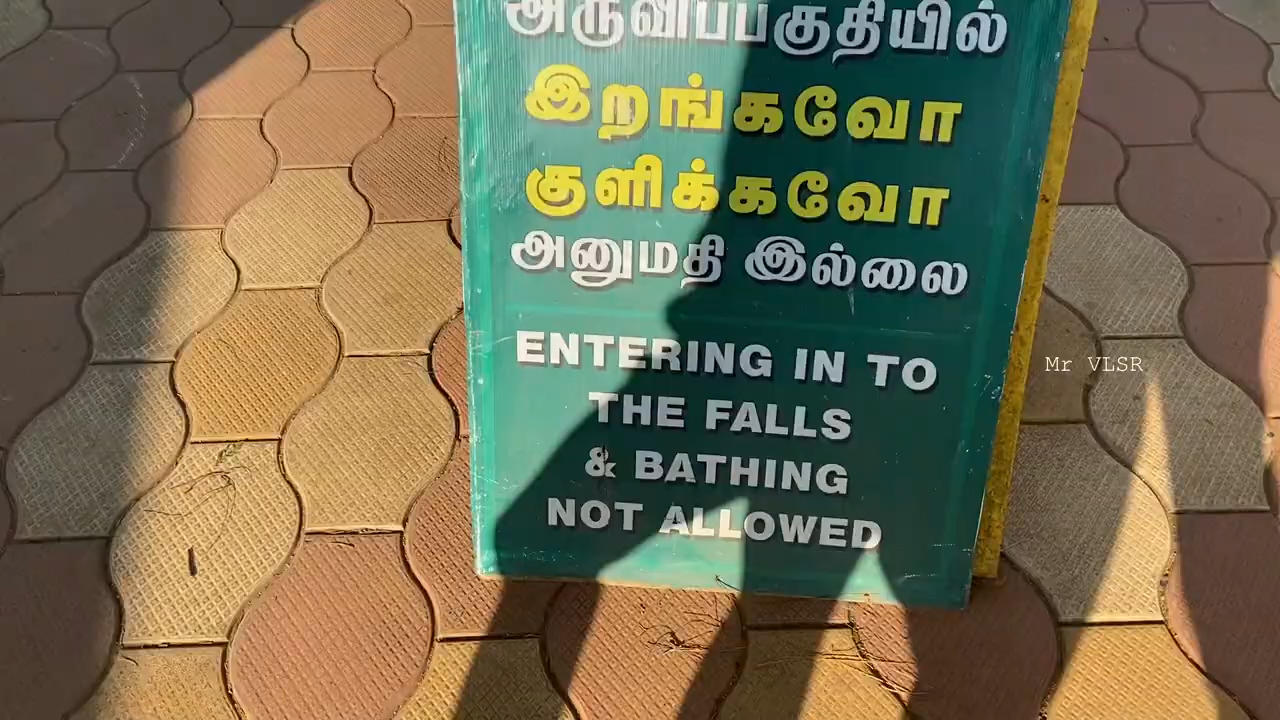 அருவிப்பகுதியில்
இறங்கவோ
குளிக்கவோ
அனுமதி இல்லை
ENTERING IN TO
THE FALLS
& BATHING
NOT ALLOWED
Mr VLSR